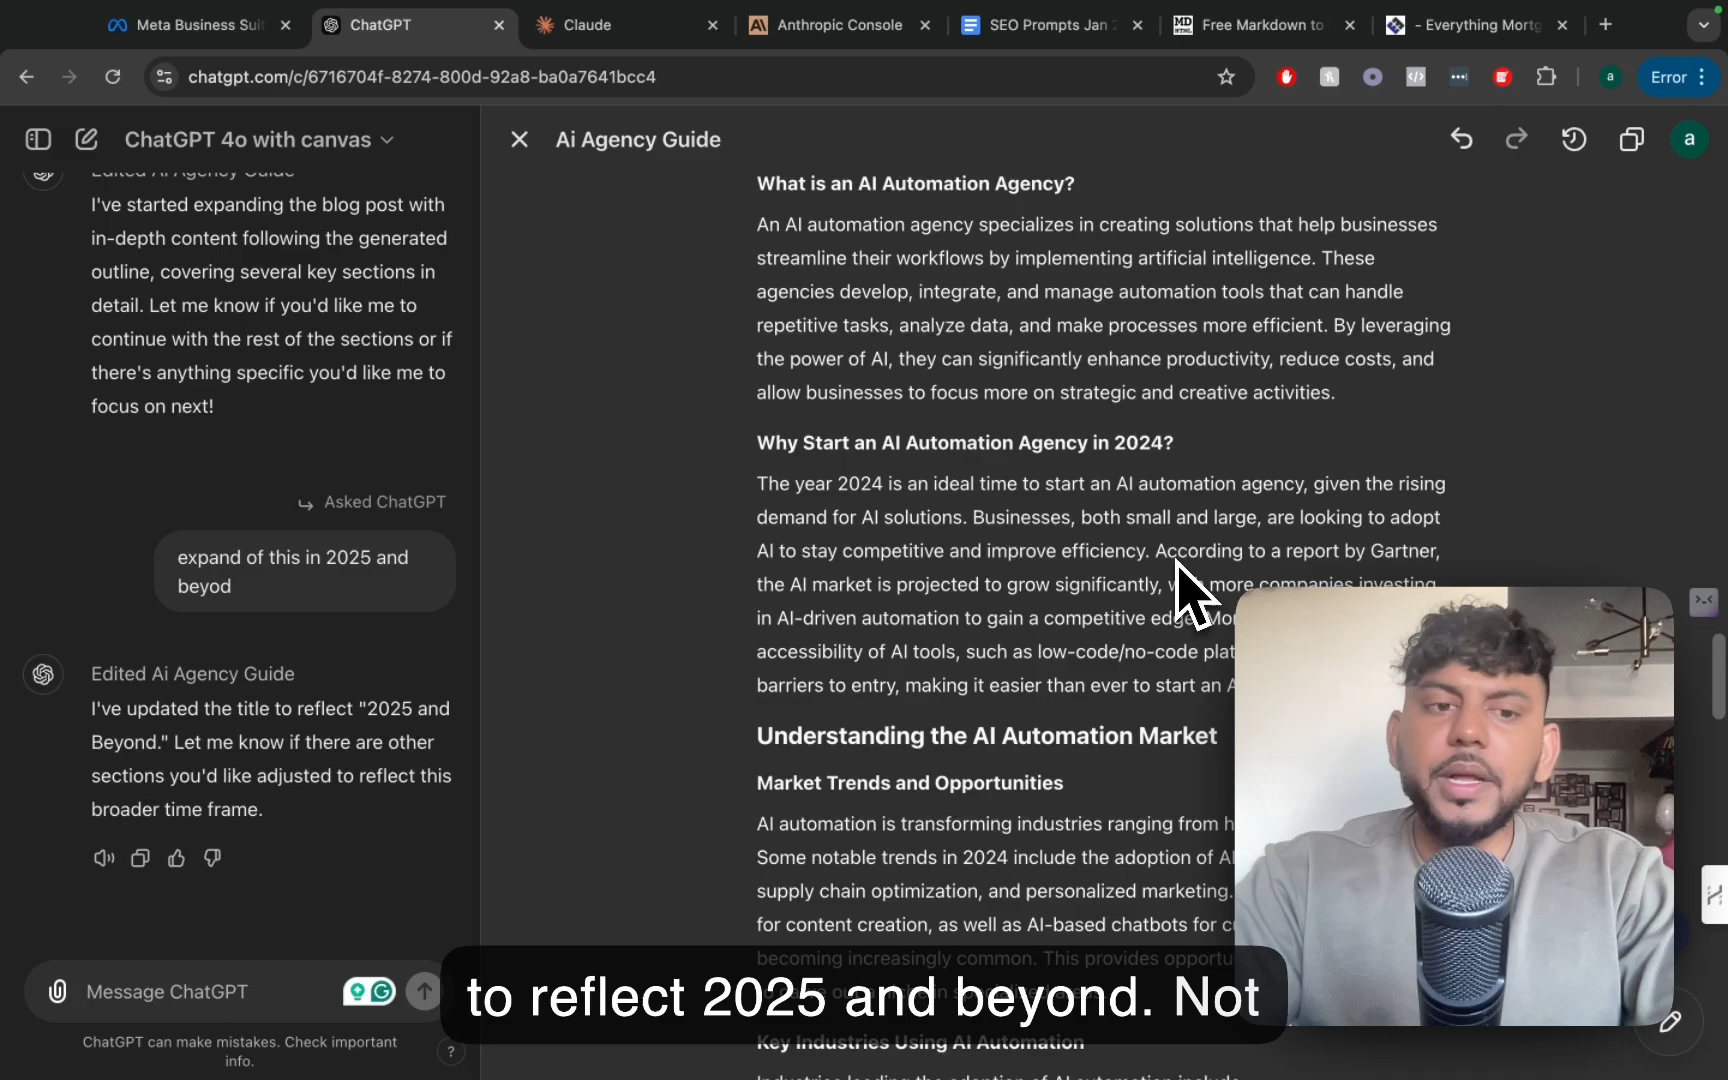 Meta Business Suit
ChatGPT
Claude
Anthropic Console
SEO Prompts Jan 2
Free Markdown to
- Everything Mortg
chatgpt.com/c/6716704f-8274-800d-92a8-ba0a7641bcc4
a
Error
ChatGPT 4o with canvas
Ai Agency Guide
a
Edited Ai Agency Guide
I've started expanding the blog post with
in-depth content following the generated
outline, covering several key sections in
detail. Let me know if you'd like me to
continue with the rest of the sections or if
there's anything specific you'd like me to
focus on next!
Asked ChatGPT
expand of this in 2025 and
beyod
Edited Ai Agency Guide
I've updated the title to reflect "2025 and
Beyond." Let me know if there are other
sections you'd like adjusted to reflect this
broader time frame.
Message ChatGPT
ChatGPT can make mistakes. Check important
info.
?
What is an AI Automation Agency?
An AI automation agency specializes in creating solutions that help businesses
streamline their workflows by implementing artificial intelligence. These
agencies develop, integrate, and manage automation tools that can handle
repetitive tasks, analyze data, and make processes more efficient. By leveraging
the power of AI, they can significantly enhance productivity, reduce costs, and
allow businesses to focus more on strategic and creative activities.
Why Start an AI Automation Agency in 2024?
The year 2024 is an ideal time to start an AI automation agency, given the rising
demand for AI solutions. Businesses, both small and large, are looking to adopt
AI to stay competitive and improve efficiency. According to a report by Gartner,
the AI market is projected to grow significantly, more companies investing
in AI-driven automation to gain a competitive edge
accessibility of AI tools, such as low-code/no-code plat
barriers to entry, making it easier than ever to start an A
Understanding the AI Automation Market
Market Trends and Opportunities
AI automation is transforming industries ranging from h
Some notable trends in 2024 include the adoption of AI
supply chain optimization, and personalized marketing.
for content creation, as well as AI-based chatbots for cu
becoming increasingly common. This provides opportu
to reflect 2025 and beyond. Not
Key Industries Using AI Automation